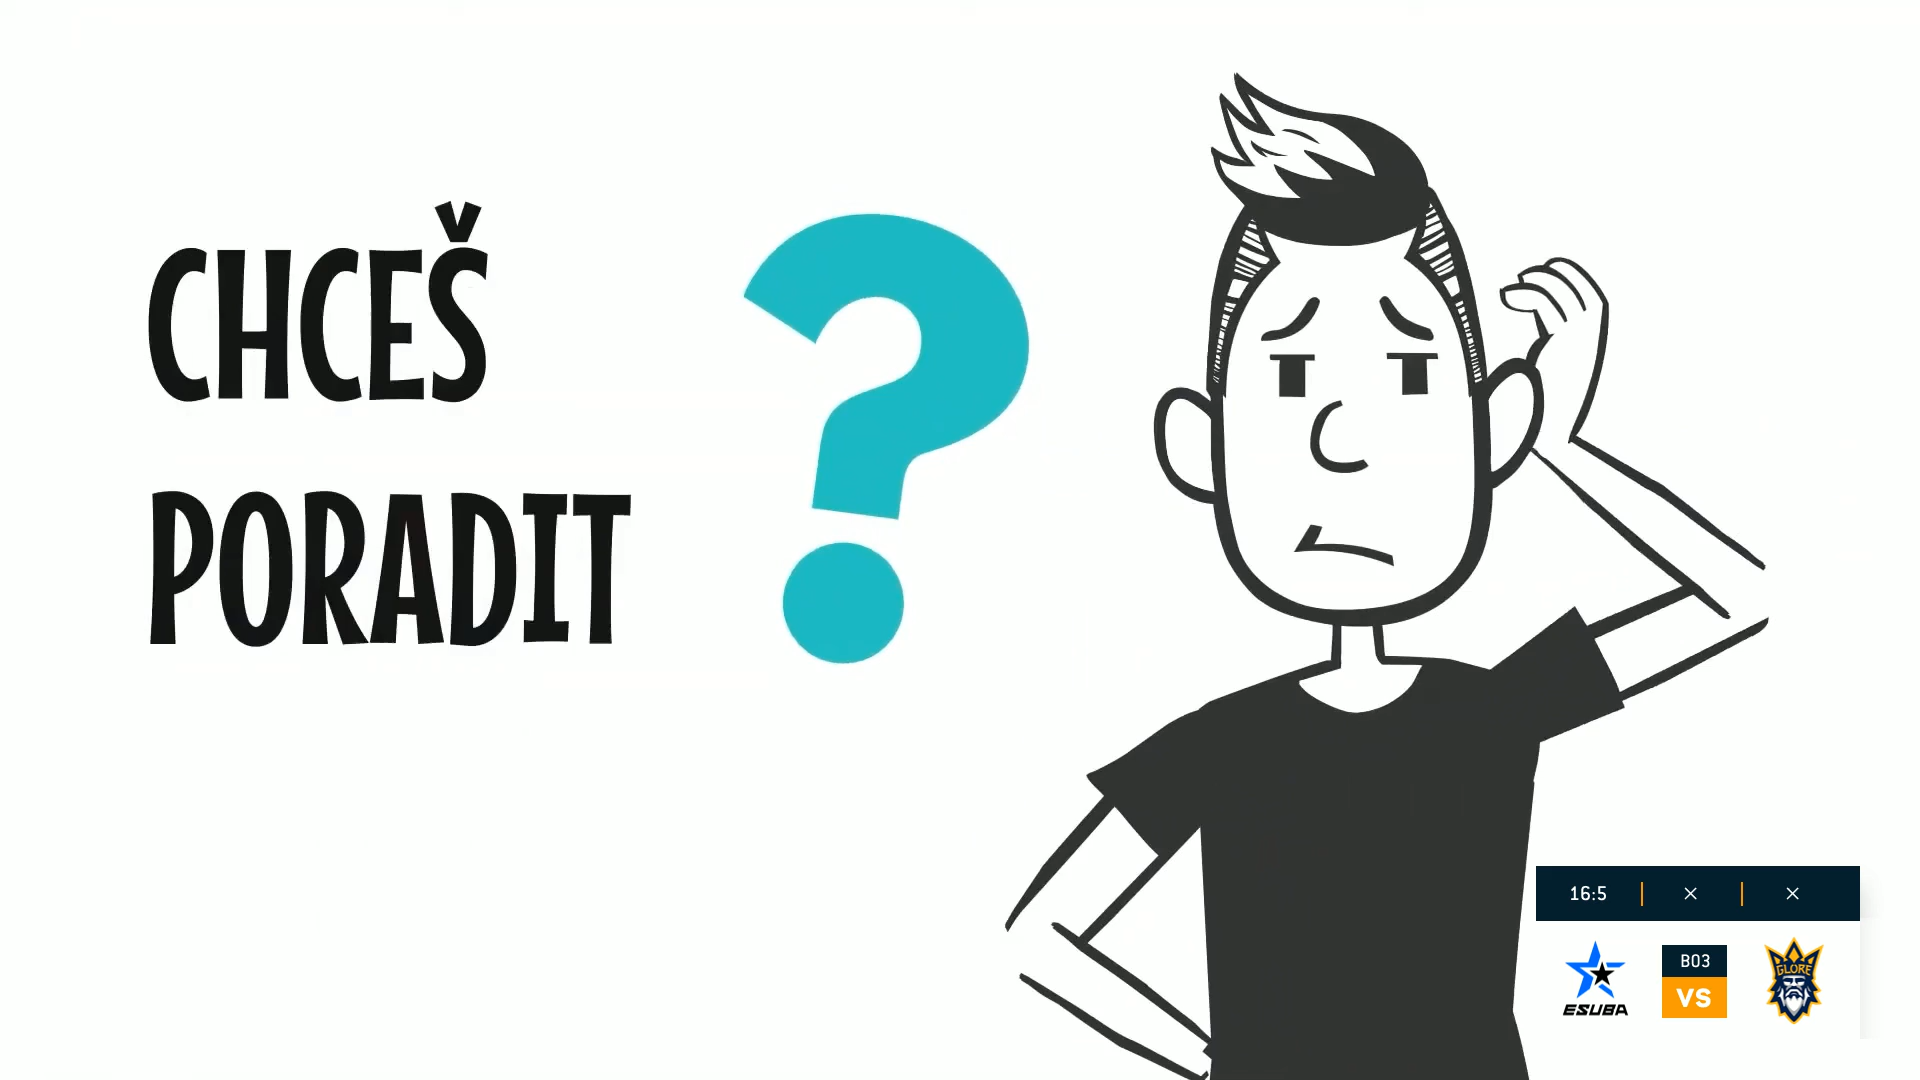 CHCEŠ
PORADIT
?
16:5 | × | ×
BO3
VS
ESUBA
GLORE